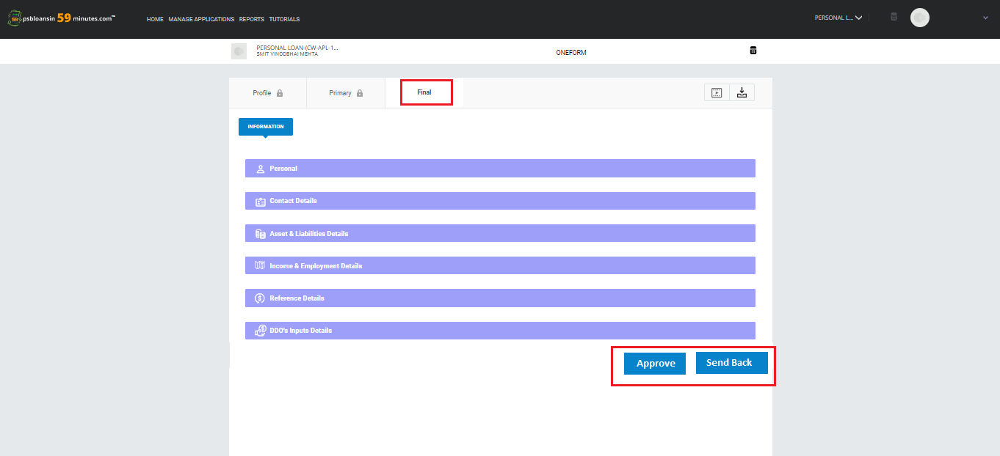 psbloansin 59 minutes.com™
HOME MANAGE APPLICATIONS REPORTS TUTORIALS
PERSONAL L...
PERSONAL LOAN-(CW-APL-1...
SMIT VINODBHAI MEHTA
ONEFORM
Profile
Primary
Final
INFORMATION
Personal
Contact Details
Asset & Liabilities Details
Income & Employment Details
Reference Details
DDO's Inputs Details
Approve
Send Back